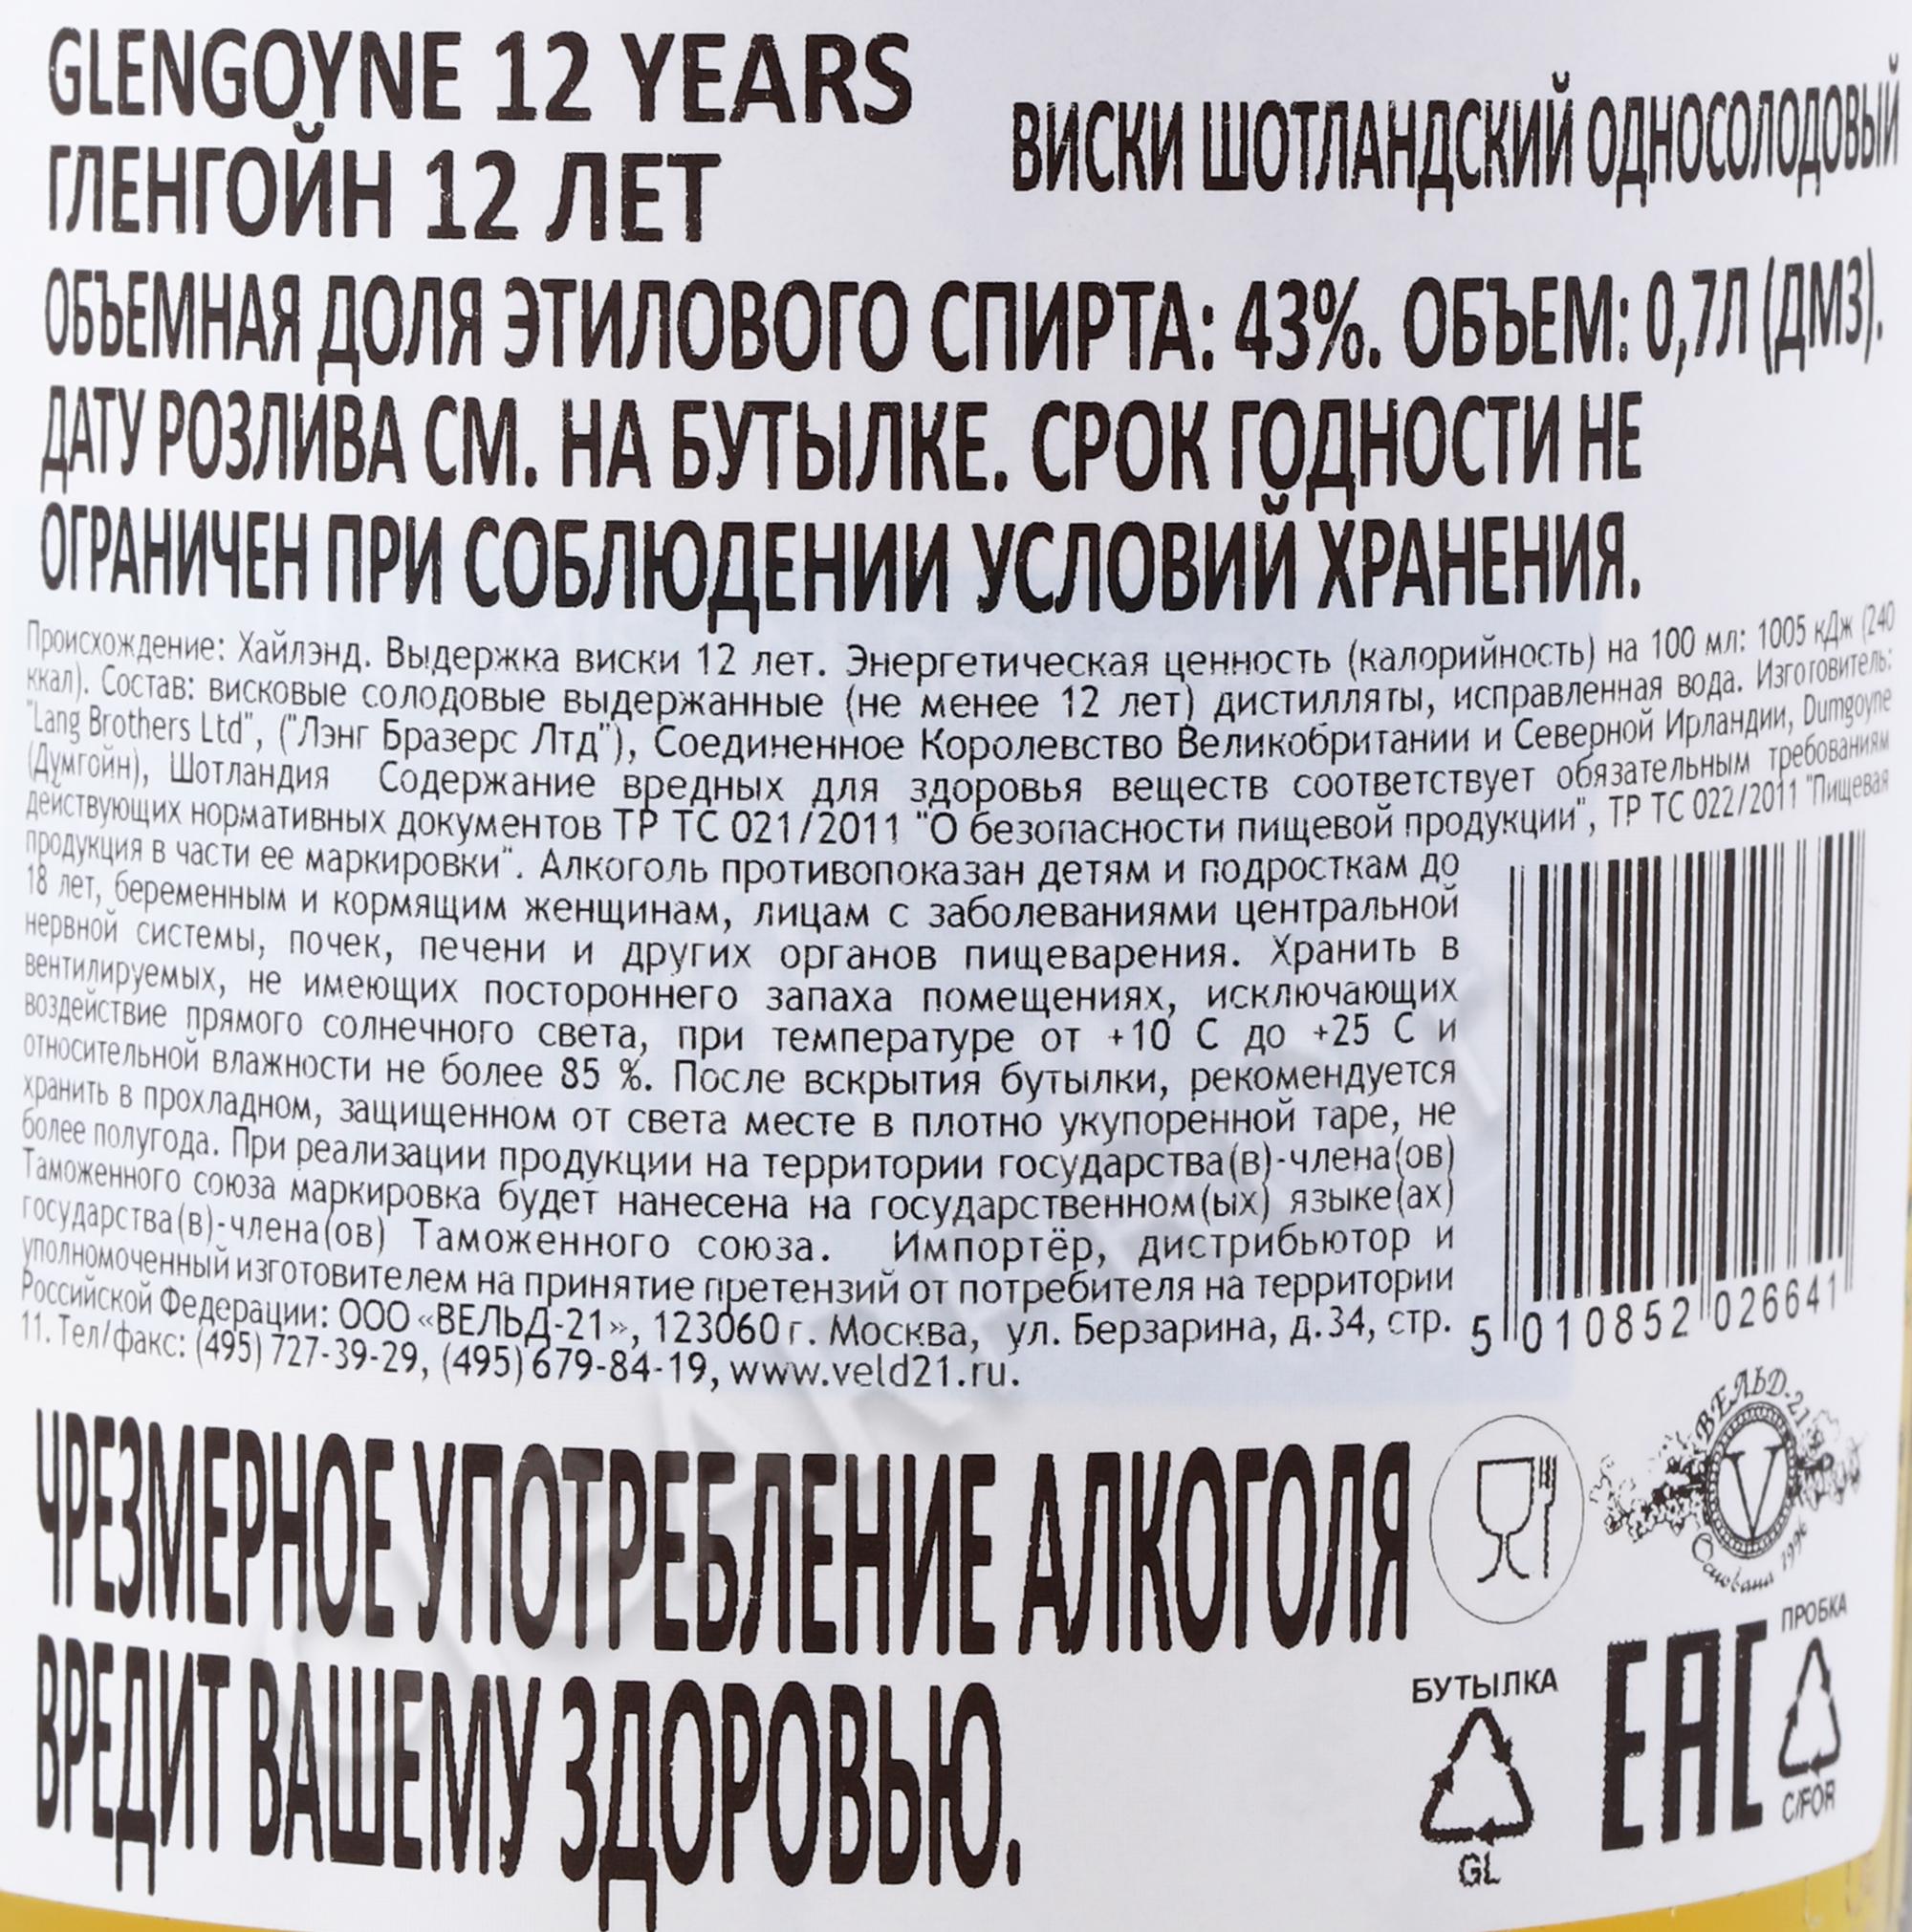 GLENGOYNE 12 YEARS
ГЛЕНГОЙН 12 ЛЕТ
ВИСКИ ШОТЛАНДСКИЙ ОДНОСОЛОДОВЫЙ
ОБЪЕМНАЯ ДОЛЯ ЭТИЛОВОГО СПИРТА: 43%. ОБЪЕМ: 0,7Л (ДМ3).
ДАТУ РОЗЛИВА СМ. НА БУТЫЛКЕ. СРОК ГОДНОСТИ НЕ
ОГРАНИЧЕН ПРИ СОБЛЮДЕНИИ УСЛОВИЙ ХРАНЕНИЯ.
Происхождение: Хайлэнд. Выдержка виски 12 лет. Энергетическая ценность (калорийность) на 100 мл: 1005 кДж (240
ккал). Состав: висковые солодовые выдержанные (не менее 12 лет) дистилляты, исправленная вода. Изготовитель:
"Lang Brothers Ltd", ("Лэнг Бразерс Лтд"), Соединенное Королевство Великобритании и Северной Ирландии, Dumgoyne
(Думгойн), Шотландия Содержание вредных для здоровья веществ соответствует обязательным требованиям
действующих нормативных документов ТР ТС 021/2011 "О безопасности пищевой продукции", ТР ТС 022/2011 "Пищевая
продукция в части ее маркировки". Алкоголь противопоказан детям и подросткам до
18 лет, беременным и кормящим женщинам, лицам с заболеваниями центральной
нервной системы, почек, печени и других органов пищеварения. Хранить в
вентилируемых, не имеющих постороннего запаха помещениях, исключающих
воздействие прямого солнечного света, при температуре от +10 С до +25 С и
относительной влажности не более 85 %. После вскрытия бутылки, рекомендуется
хранить в прохладном, защищенном от света месте в плотно укупоренной таре, не
более полугода. При реализации продукции на территории государства(в)-члена(ов)
Таможенного союза маркировка будет нанесена на государственном(ых) языке(ах)
государства(в)-члена(ов) Таможенного союза. Импортёр, дистрибьютор и
уполномоченный изготовителем на принятие претензий от потребителя на территории
Российской Федерации: ООО «ВЕЛЬД-21», 123060 г. Москва, ул. Берзарина, д.34, стр.
11. Тел/факс: (495) 727-39-29, (495) 679-84-19, www.veld21.ru.
5 010852 026641
ЧРЕЗМЕРНОЕ УПОТРЕБЛЕНИЕ АЛКОГОЛЯ
ВРЕДИТ ВАШЕМУ ЗДОРОВЬЮ.
ВЕЛЬД-21
V
Основана 1996
БУТЫЛКА
GL
EAC
ПРОБКА
C/FOR